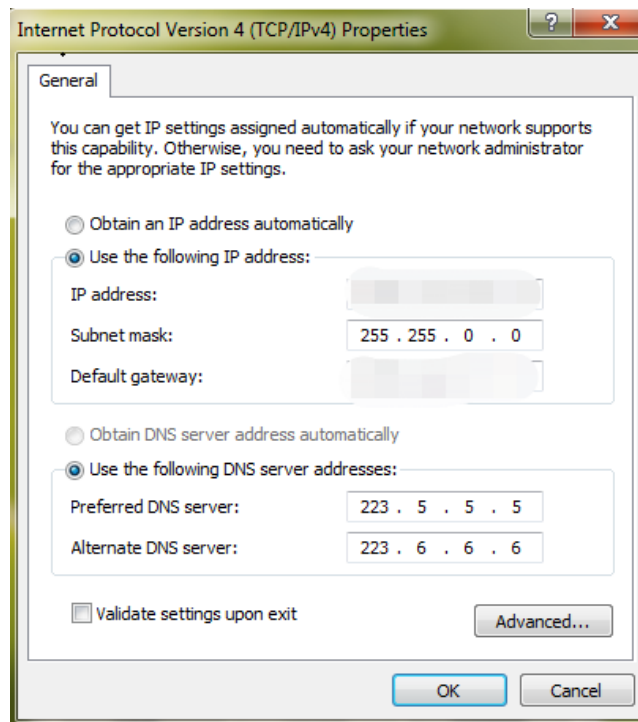 Internet Protocol Version 4 (TCP/IPv4) Properties
General
You can get IP settings assigned automatically if your network supports
this capability. Otherwise, you need to ask your network administrator
for the appropriate IP settings.
Obtain an IP address automatically
Use the following IP address:
IP address:
Subnet mask: 255 . 255 . 0 . 0
Default gateway:
Obtain DNS server address automatically
Use the following DNS server addresses:
Preferred DNS server: 223 . 5 . 5 . 5
Alternate DNS server: 223 . 6 . 6 . 6
Validate settings upon exit
Advanced...
OK Cancel